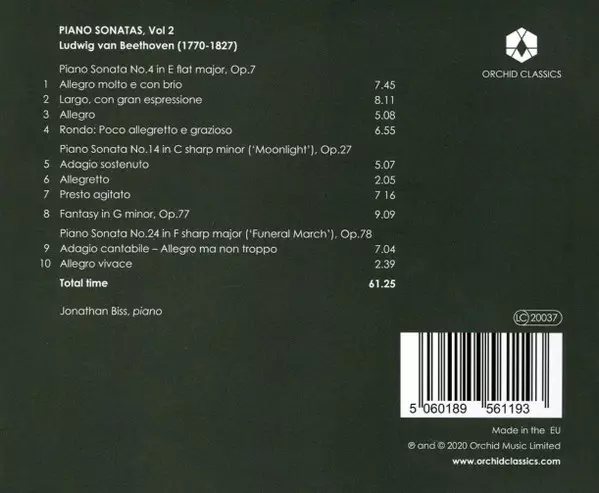 PIANO SONATAS, Vol 2
Ludwig van Beethoven (1770-1827)
ORCHID CLASSICS
Piano Sonata No.4 in E flat major, Op.7
1 Allegro molto e con brio 7.45
2 Largo, con gran espressione 8.11
3 Allegro 5.08
4 Rondo: Poco allegretto e grazioso 6.55
Piano Sonata No.14 in C sharp minor (‘Moonlight’), Op.27
5 Adagio sostenuto 5.07
6 Allegretto 2.05
7 Presto agitato 7 16
8 Fantasy in G minor, Op.77 9.09
Piano Sonata No.24 in F sharp major (‘Funeral March’), Op.78
9 Adagio cantabile – Allegro ma non troppo 7.04
10 Allegro vivace 2.39
Total time 61.25
Jonathan Biss, piano
LC 20037
5 060189 561193
Made in the EU
℗ and © 2020 Orchid Music Limited
www.orchidclassics.com